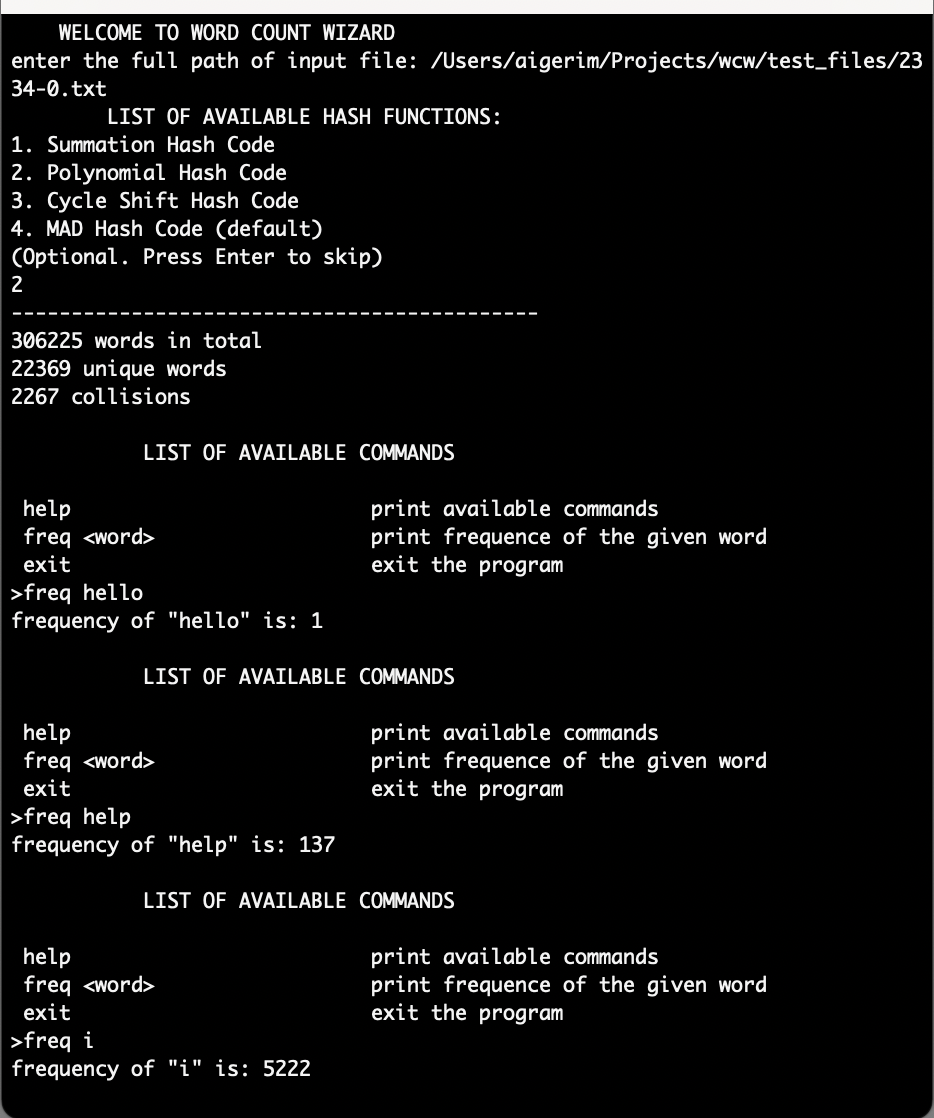 WELCOME TO WORD COUNT WIZARD
enter the full path of input file: /Users/aigerim/Projects/wcw/test_files/23
34-0.txt
LIST OF AVAILABLE HASH FUNCTIONS:
1. Summation Hash Code
2. Polynomial Hash Code
3. Cycle Shift Hash Code
4. MAD Hash Code (default)
(Optional. Press Enter to skip)
2
--------------------------------------------
306225 words in total
22369 unique words
2267 collisions
LIST OF AVAILABLE COMMANDS
help print available commands
freq <word> print frequence of the given word
exit exit the program
>freq hello
frequency of "hello" is: 1
LIST OF AVAILABLE COMMANDS
help print available commands
freq <word> print frequence of the given word
exit exit the program
>freq help
frequency of "help" is: 137
LIST OF AVAILABLE COMMANDS
help print available commands
freq <word> print frequence of the given word
exit exit the program
>freq i
frequency of "i" is: 5222